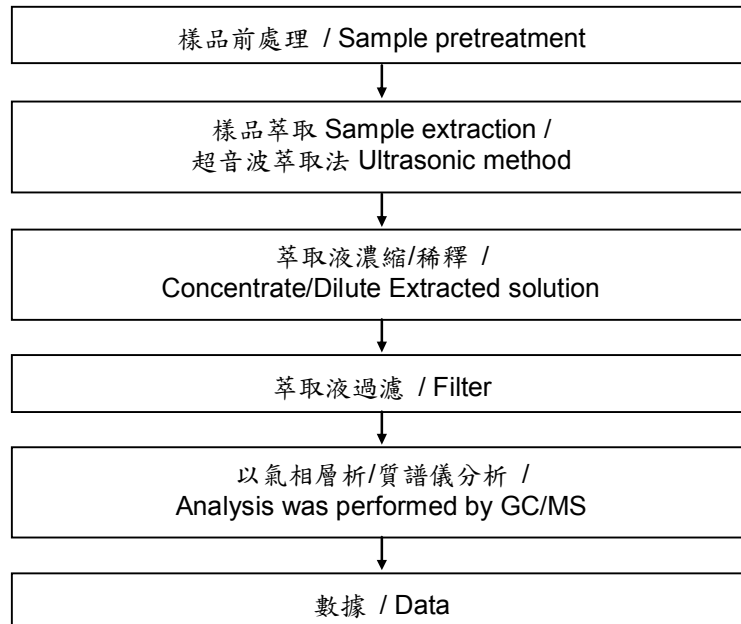 樣品前處理 / Sample pretreatment
樣品萃取 Sample extraction /
超音波萃取法 Ultrasonic method
萃取液濃縮/稀釋 /
Concentrate/Dilute Extracted solution
萃取液過濾 / Filter
以氣相層析/質譜儀分析 /
Analysis was performed by GC/MS
數據 / Data